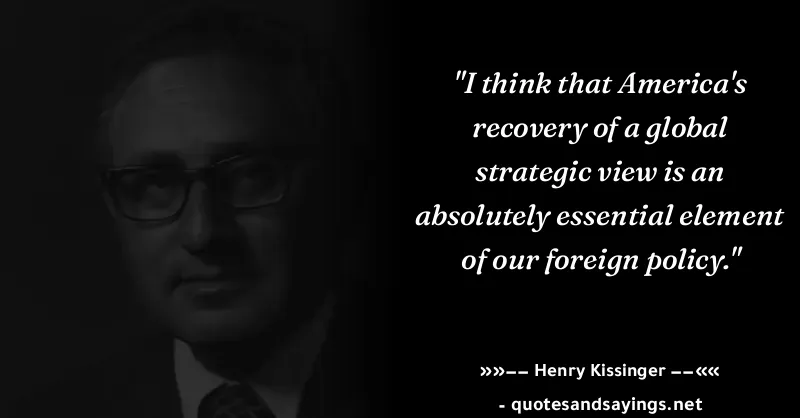 "I think that America's
recovery of a global
strategic view is an
absolutely essential element
of our foreign policy."
»»−− Henry Kissinger −−««
- quotesandsayings.net